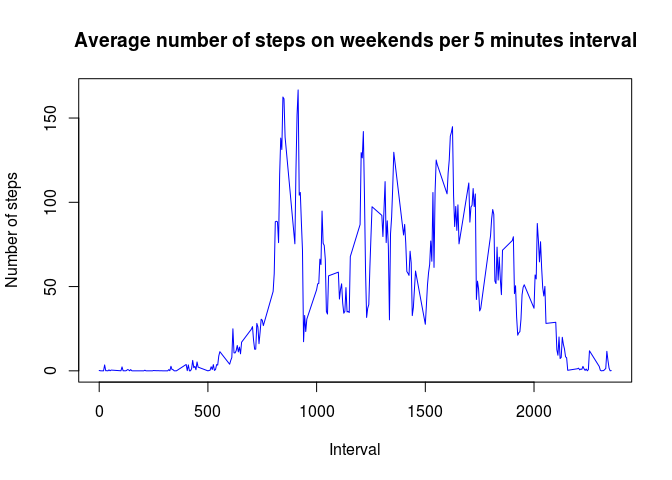 Average number of steps on weekends per 5 minutes interval
Number of steps
150
100
50
0
0 500 1000 1500 2000
Interval